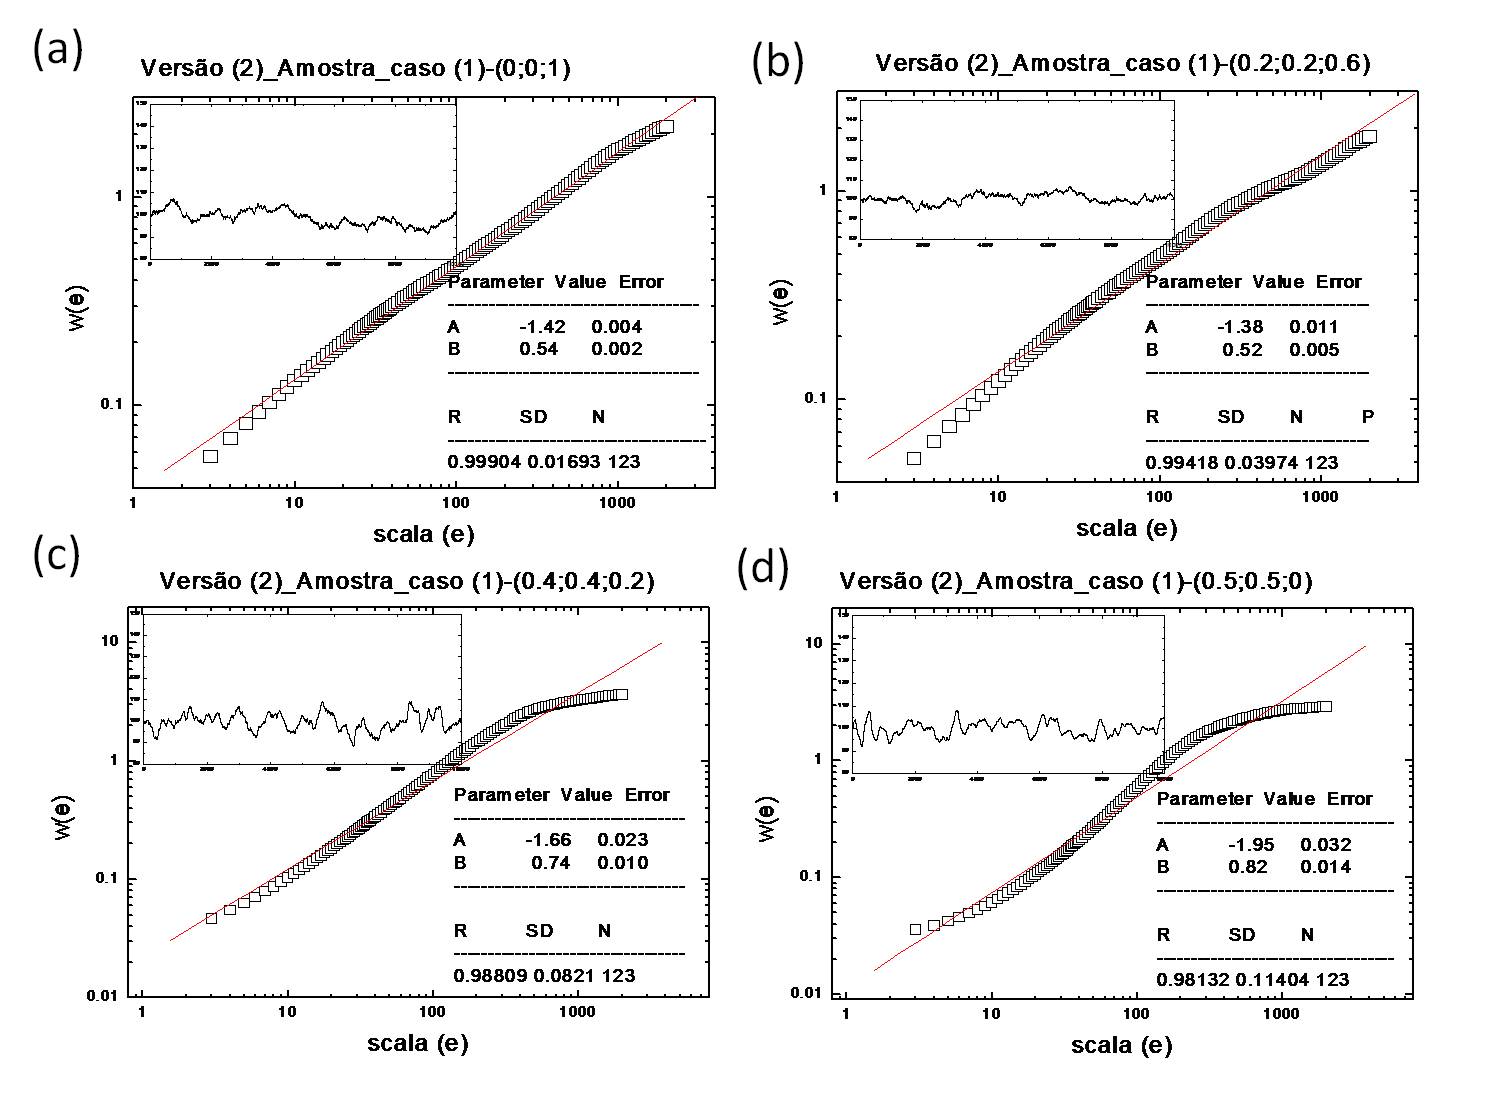 (a)
Versão (2)_Amostra_caso (1)-(0;0;1)
1
0.1
w(e)
Parameter Value Error
A -1.42 0.004
B 0.54 0.002
R SD N
0.99904 0.01693 123
1 10 100 1000
scala (e)
(b)
Versão (2)_Amostra_caso (1)-(0.2;0.2;0.6)
1
0.1
w(e)
Parameter Value Error
A -1.38 0.011
B 0.52 0.005
R SD N P
0.99418 0.03974 123
1 10 100 1000
scala (e)
(c)
Versão (2)_Amostra_caso (1)-(0.4;0.4;0.2)
10
1
0.1
0.01
w(e)
Parameter Value Error
A -1.66 0.023
B 0.74 0.010
R SD N
0.98809 0.0821 123
1 10 100 1000
scala (e)
(d)
Versão (2)_Amostra_caso (1)-(0.5;0.5;0)
10
1
0.1
0.01
w(e)
Parameter Value Error
A -1.95 0.032
B 0.82 0.014
R SD N
0.98132 0.11404 123
1 10 100 1000
scala (e)